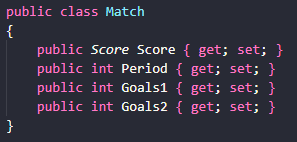 public class Match
{
    public Score Score { get; set; }
    public int Period { get; set; }
    public int Goals1 { get; set; }
    public int Goals2 { get; set; }
}